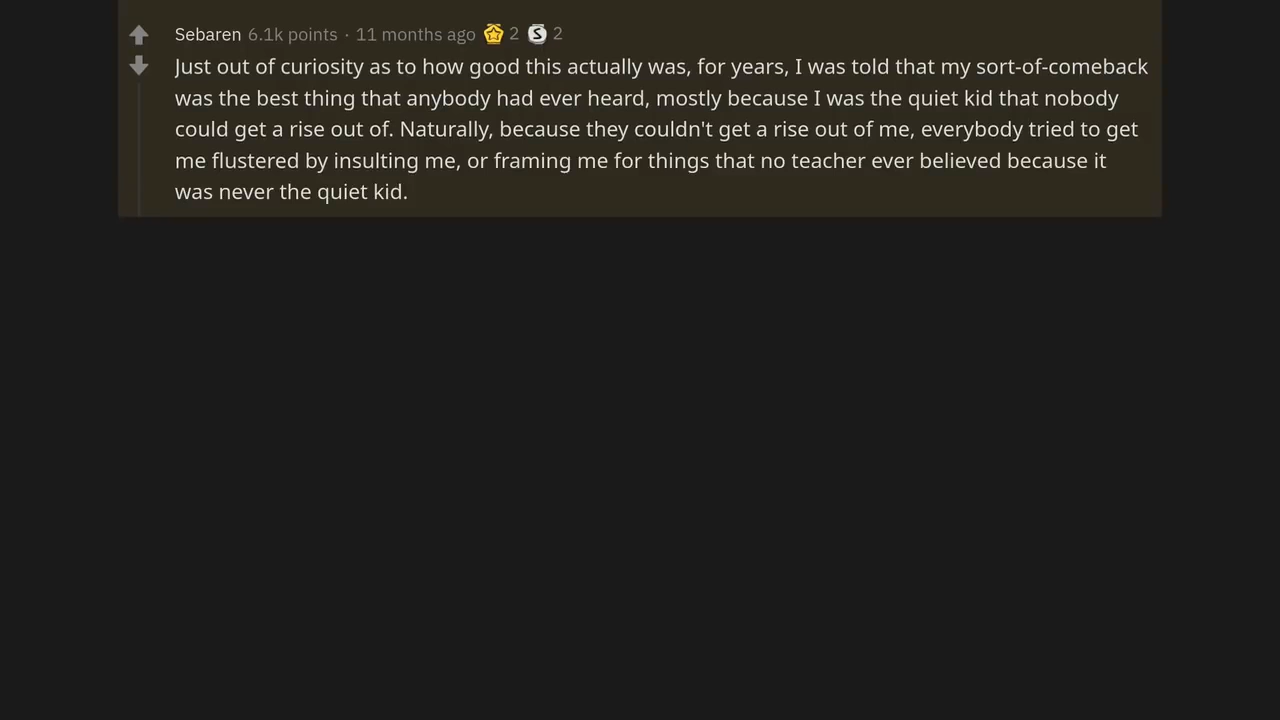 Sebaren 6.1k points · 11 months ago 2 S 2
Just out of curiosity as to how good this actually was, for years, I was told that my sort-of-comeback
was the best thing that anybody had ever heard, mostly because I was the quiet kid that nobody
could get a rise out of. Naturally, because they couldn't get a rise out of me, everybody tried to get
me flustered by insulting me, or framing me for things that no teacher ever believed because it
was never the quiet kid.